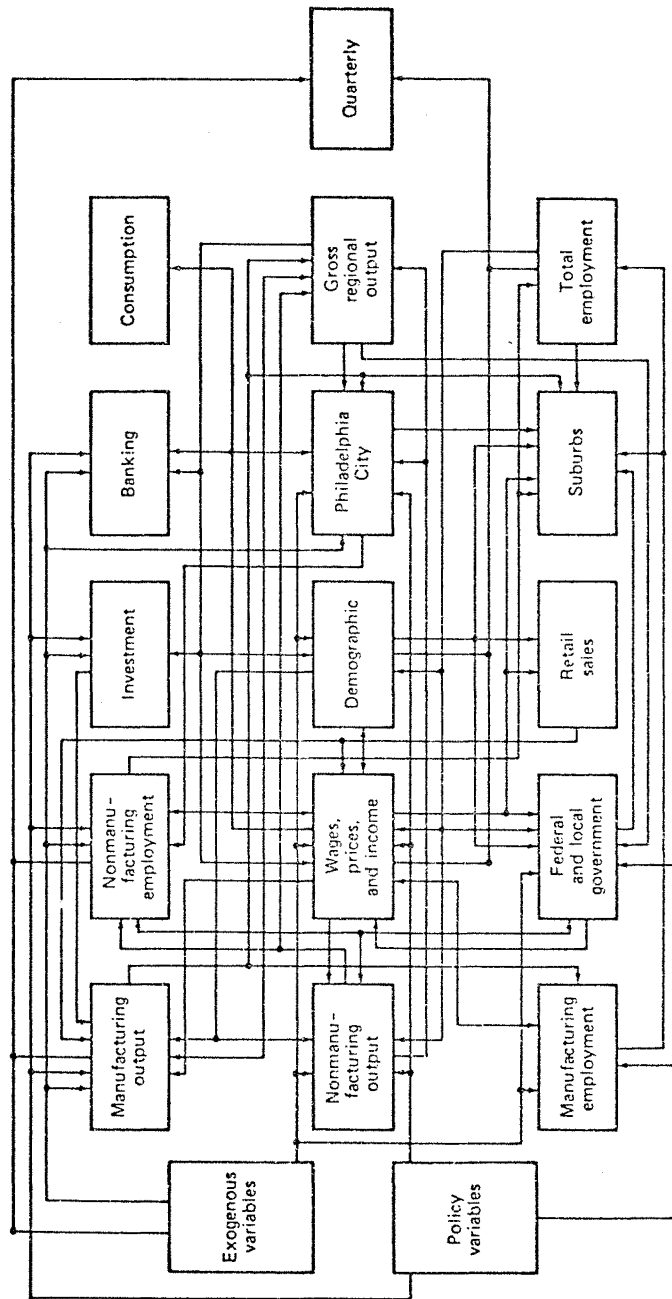 Exogenous
variables
Policy
variables
Manufacturing
output
Nonmanu-
facturing
output
Manufacturing
employment
Nonmanu-
facturing
employment
Wages,
prices,
and income
Federal
and local
government
Investment
Demographic
Retail
sales
Banking
Philadelphia
City
Suburbs
Consumption
Gross
regional
output
Total
employment
Quarterly